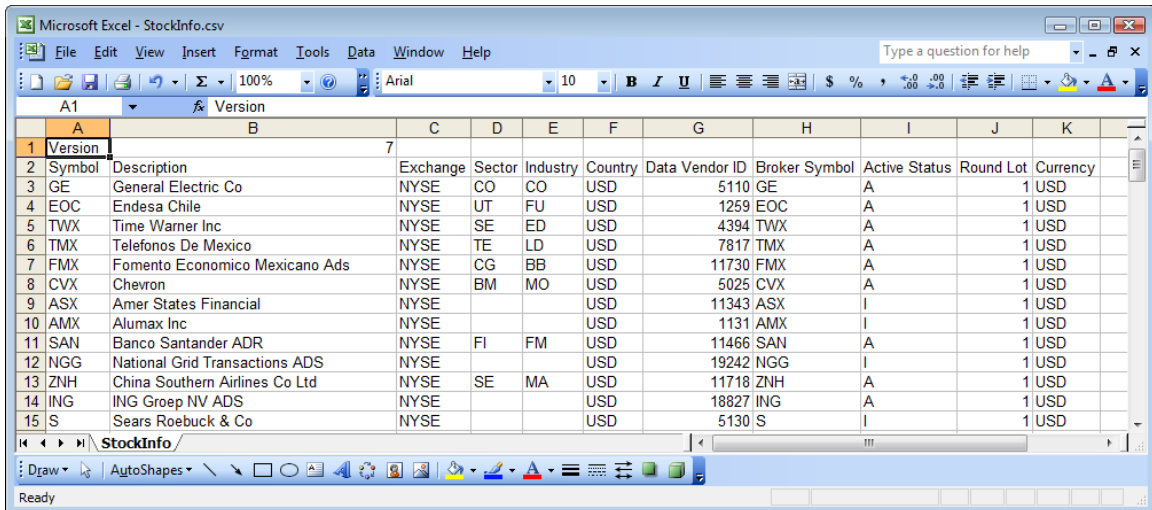 Microsoft Excel - StockInfo.csv
File Edit View Insert Format Tools Data Window Help Type a question for help
Σ 100% Arial 10 B I U $ % , .00 .00 A
A1 fx Version
A B C D E F G H I J K
1 Version 7
2 Symbol Description Exchange Sector Industry Country Data Vendor ID Broker Symbol Active Status Round Lot Currency
3 GE General Electric Co NYSE CO CO USD 5110 GE A 1 USD
4 EOC Endesa Chile NYSE UT FU USD 1259 EOC A 1 USD
5 TWX Time Warner Inc NYSE SE ED USD 4394 TWX A 1 USD
6 TMX Telefonos De Mexico NYSE TE LD USD 7817 TMX A 1 USD
7 FMX Fomento Economico Mexicano Ads NYSE CG BB USD 11730 FMX A 1 USD
8 CVX Chevron NYSE BM MO USD 5025 CVX A 1 USD
9 ASX Amer States Financial NYSE USD 11343 ASX I 1 USD
10 AMX Alumax Inc NYSE USD 1131 AMX I 1 USD
11 SAN Banco Santander ADR NYSE FI FM USD 11466 SAN A 1 USD
12 NGG National Grid Transactions ADS NYSE USD 19242 NGG I 1 USD
13 ZNH China Southern Airlines Co Ltd NYSE SE MA USD 11718 ZNH A 1 USD
14 ING ING Groep NV ADS NYSE USD 18827 ING A 1 USD
15 S Sears Roebuck & Co NYSE USD 5130 S I 1 USD
StockInfo
Draw AutoShapes A
Ready